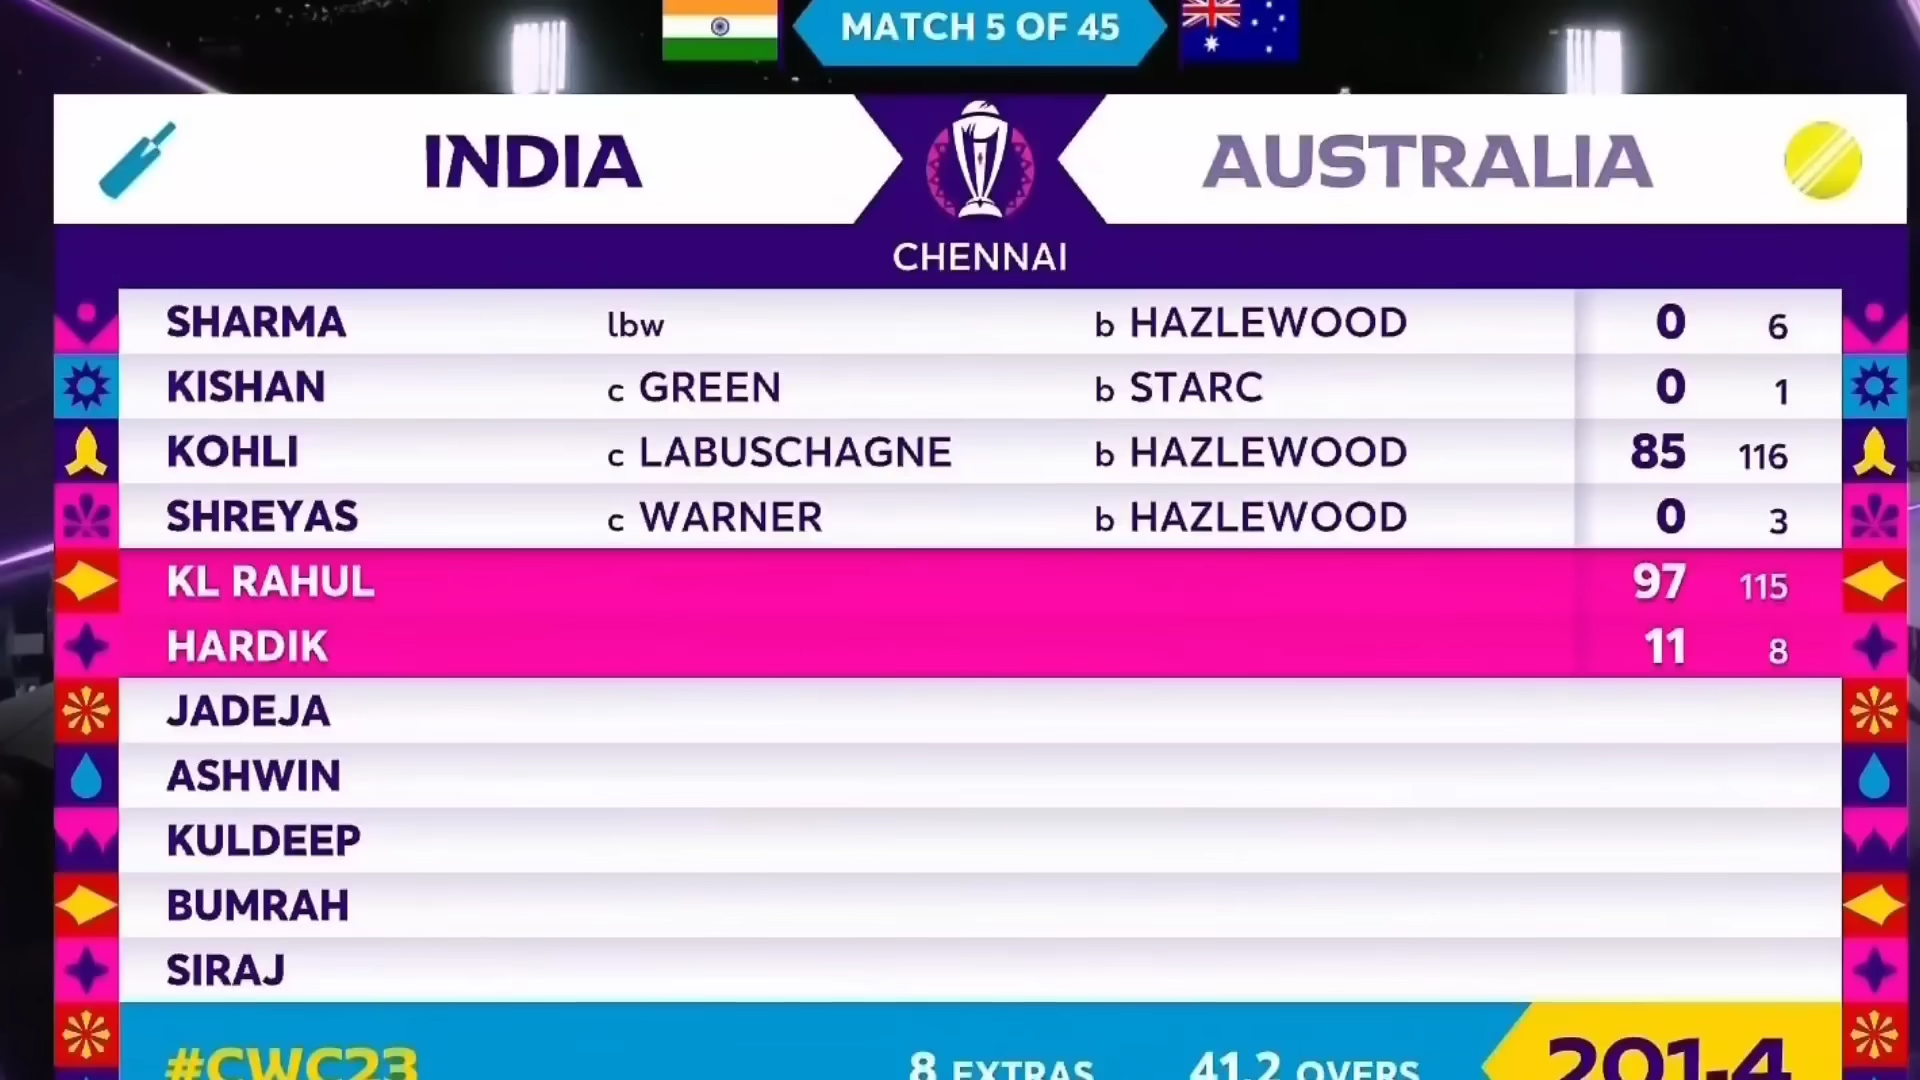 MATCH 5 OF 45
INDIA AUSTRALIA
CHENNAI
SHARMA lbw b HAZLEWOOD 0 6
KISHAN c GREEN b STARC 0 1
KOHLI c LABUSCHAGNE b HAZLEWOOD 85 116
SHREYAS c WARNER b HAZLEWOOD 0 3
KL RAHUL 97 115
HARDIK 11 8
JADEJA
ASHWIN
KULDEEP
BUMRAH
SIRAJ
#CWC23 8 EXTRAS 41.2 OVERS 201-4